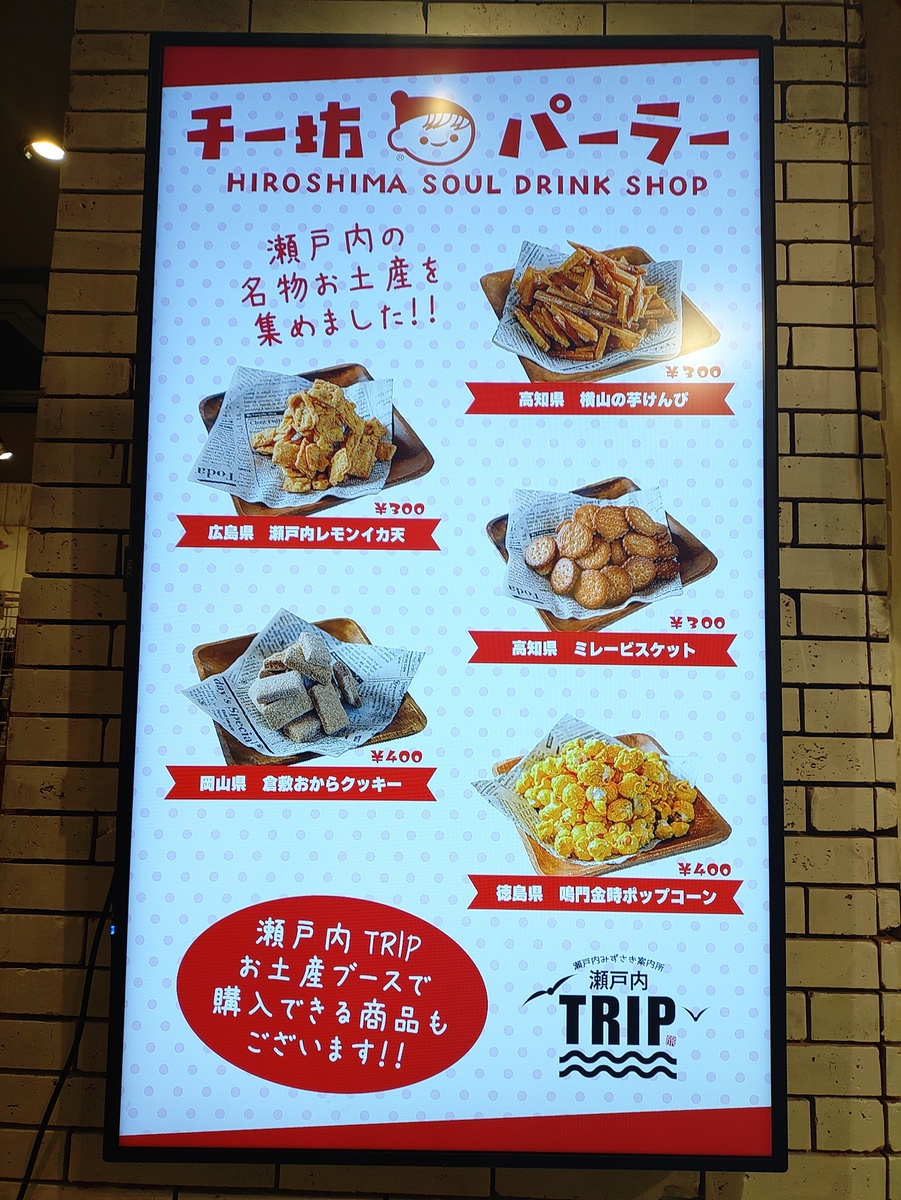 チー坊 パーラー
®
HIROSHIMA SOUL DRINK SHOP
瀬戸内の
名物お土産を
集めました!!
¥300
高知県 横山の芋けんぴ
¥300
広島県 瀬戸内レモンイカ天
¥300
高知県 ミレービスケット
¥400
岡山県 倉敷おからクッキー
¥400
徳島県 鳴門金時ポップコーン
瀬戸内 TRIP
お土産ブースで
購入できる商品も
ございます!!
瀬戸内みずさき案内所
瀬戸内
TRIP